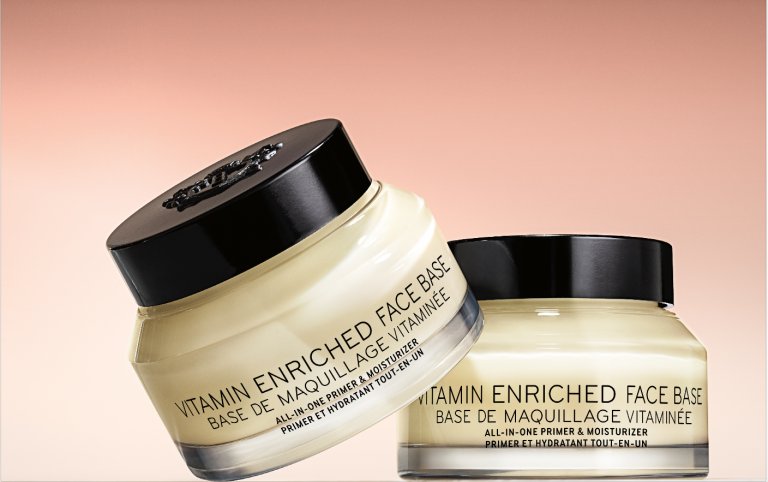 VITAMIN ENRICHED FACE BASE
BASE DE MAQUILLAGE VITAMINÉE
ALL-IN-ONE PRIMER & MOISTURIZER
PRIMER ET HYDRATANT TOUT-EN-UN
VITAMIN ENRICHED FACE BASE
BASE DE MAQUILLAGE VITAMINÉE
ALL-IN-ONE PRIMER & MOISTURIZER
PRIMER ET HYDRATANT TOUT-EN-UN